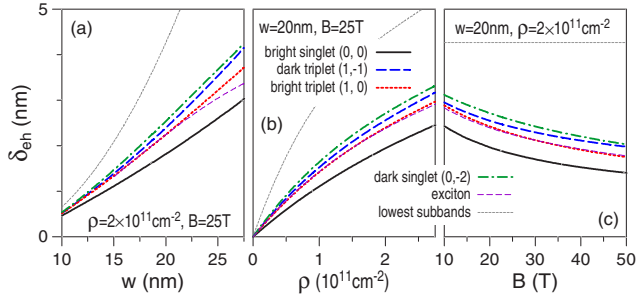 5
(a)
w=20nm, B=25T
w=20nm, ρ=2×10¹¹cm⁻²
bright singlet (0, 0)
dark triplet (1,-1)
bright triplet (1, 0)
δeh (nm)
(b)
dark singlet (0,-2)
exciton
lowest subbands
(c)
ρ=2×10¹¹cm⁻², B=25T
0
10 15 20 25
0 1 2
10 20 30 40 50
w (nm)
ρ (10¹¹cm⁻²)
B (T)